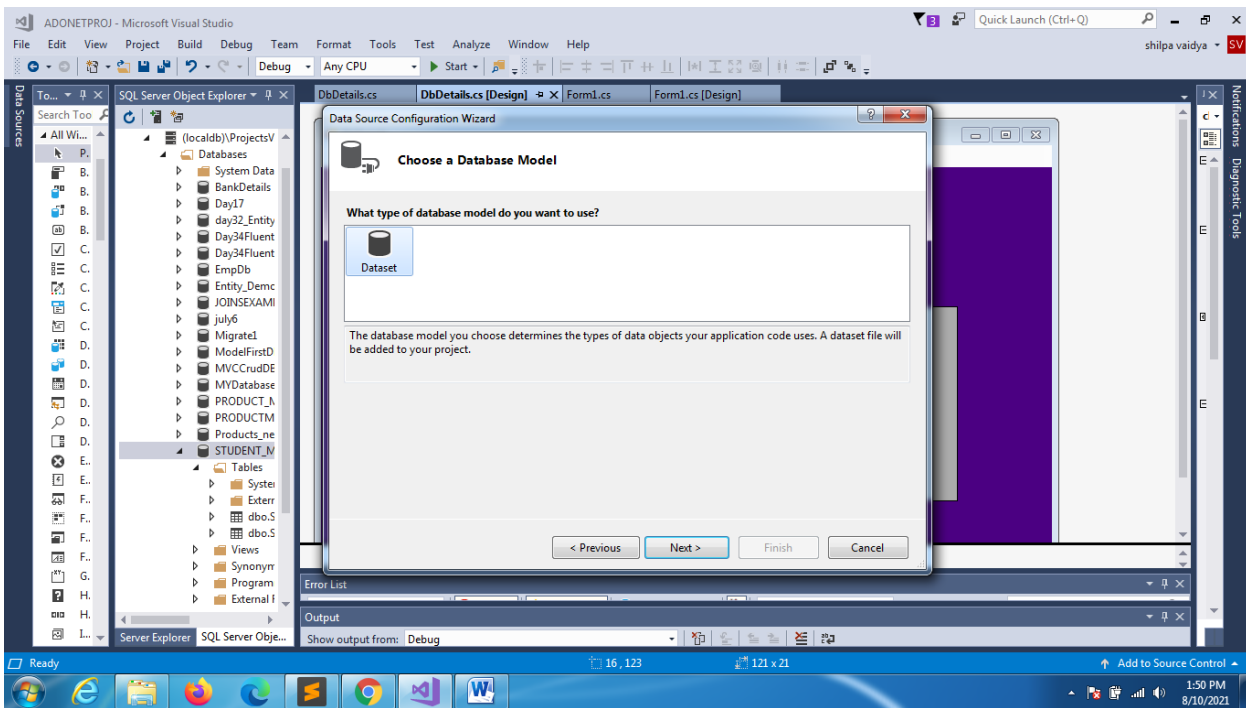 ADONETPROJ - Microsoft Visual Studio
3
Quick Launch (Ctrl+Q)
File Edit View Project Build Debug Team Format Tools Test Analyze Window Help
shilpa vaidya
SV
Debug
Any CPU
Start
Data Sources
To...
Search Too
All Wi...
P.
B.
B.
B.
B.
C.
C.
C.
C.
C.
D.
D.
D.
D.
D.
D.
E..
E..
F..
F..
F..
F..
G.
H.
H.
I...
SQL Server Object Explorer
(localdb)\ProjectsV
Databases
System Data
BankDetails
Day17
day32_Entity
Day34Fluent
Day34Fluent
EmpDb
Entity_Demc
JOINSEXAMI
july6
Migrate1
ModelFirstD
MVCCrudDE
MYDatabase
PRODUCT_N
PRODUCTM
Products_ne
STUDENT_M
Tables
Syster
Exterr
dbo.S
dbo.S
Views
Synonym
Program
External F
Server Explorer SQL Server Obje...
DbDetails.cs DbDetails.cs [Design] Form1.cs Form1.cs [Design]
Data Source Configuration Wizard
Choose a Database Model
What type of database model do you want to use?
Dataset
The database model you choose determines the types of data objects your application code uses. A dataset file will
be added to your project.
< Previous Next > Finish Cancel
Error List
Output
Show output from: Debug
Notifications
Diagnostic Tools
Ready
16 , 123
121 x 21
Add to Source Control
1:50 PM
8/10/2021